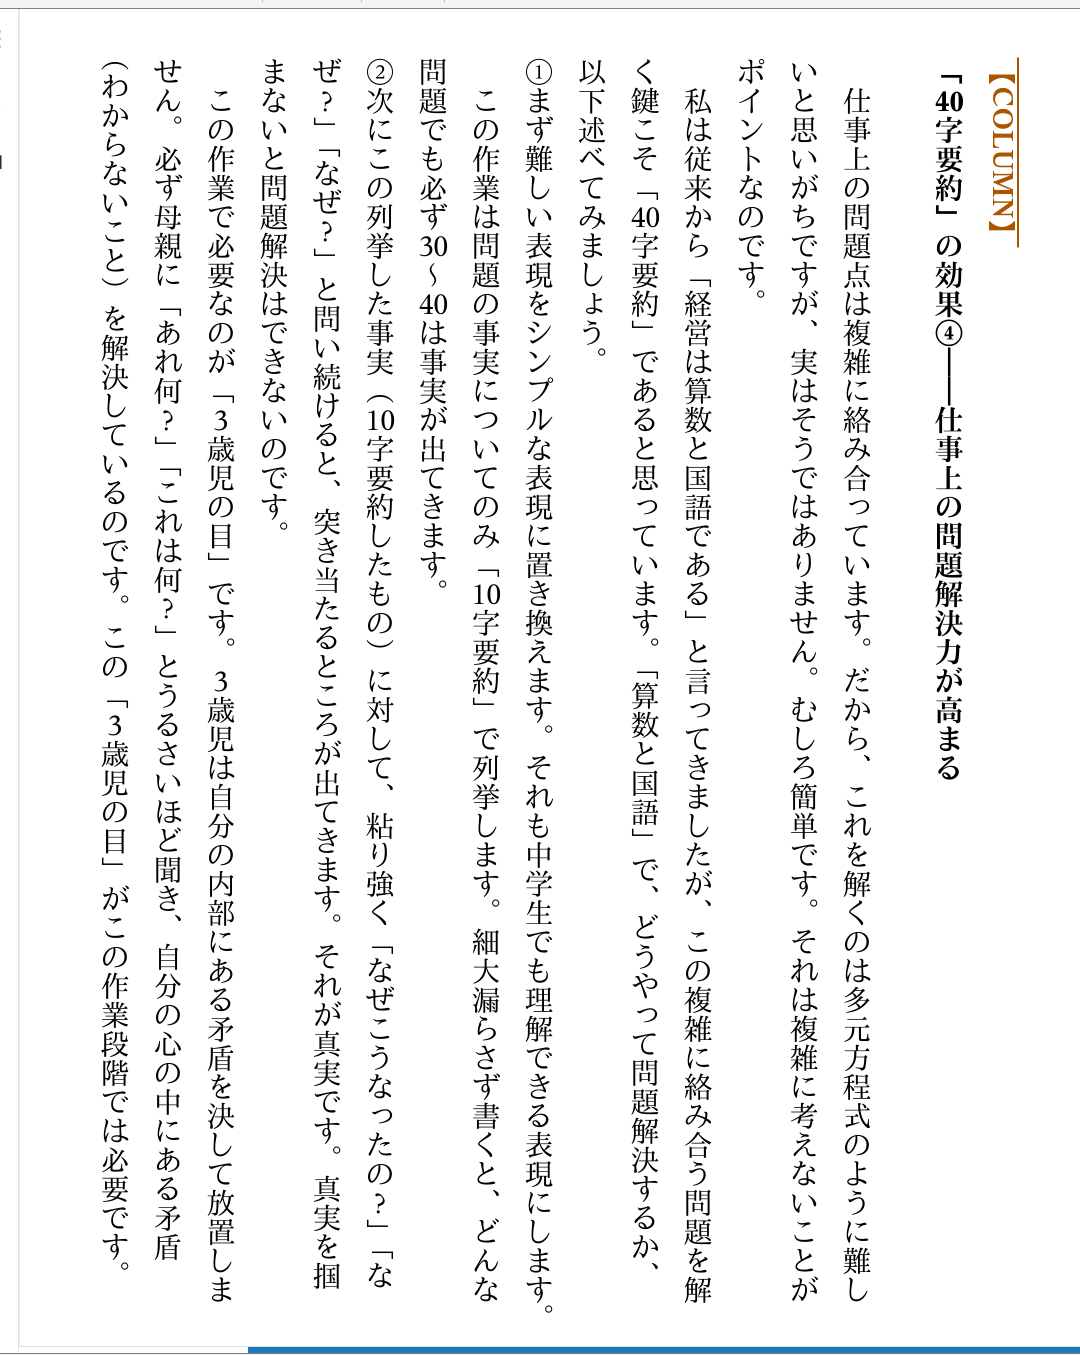 【COLUMN】
「40字要約」の効果④――仕事上の問題解決力が高まる
仕事上の問題点は複雑に絡み合っています。だから、これを解くのは多元方程式のように難し
いと思いがちですが、実はそうではありません。むしろ簡単です。それは複雑に考えないことが
ポイントなのです。
私は従来から「経営は算数と国語である」と言ってきましたが、この複雑に絡み合う問題を解
く鍵こそ「40字要約」であると思っています。「算数と国語」で、どうやって問題解決するか、
以下述べてみましょう。
①まず難しい表現をシンプルな表現に置き換えます。それも中学生でも理解できる表現にします。
この作業は問題の事実についてのみ「10字要約」で列挙します。細大漏らさず書くと、どんな
問題でも必ず30～40は事実が出てきます。
②次にこの列挙した事実（10字要約したもの）に対して、粘り強く「なぜこうなったの？」「な
ぜ？」「なぜ？」と問い続けると、突き当たるところが出てきます。それが真実です。真実を掴
まないと問題解決はできないのです。
この作業で必要なのが「3歳児の目」です。3歳児は自分の内部にある矛盾を決して放置しま
せん。必ず母親に「あれ何？」「これは何？」とうるさいほど聞き、自分の心の中にある矛盾
（わからないこと）を解決しているのです。この「3歳児の目」がこの作業段階では必要です。